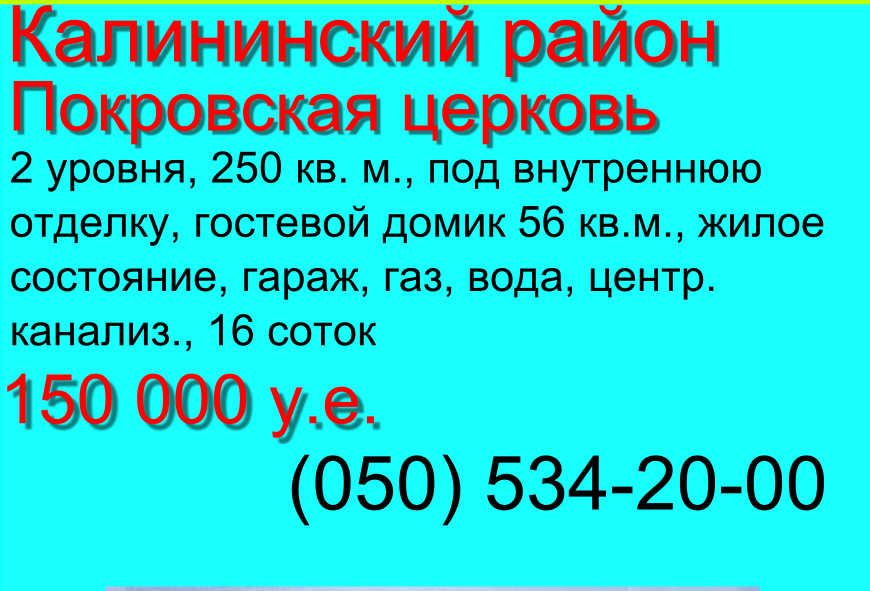 Калининский район
Покровская церковь
2 уровня, 250 кв. м., под внутреннюю
отделку, гостевой домик 56 кв.м., жилое
состояние, гараж, газ, вода, центр.
канализ., 16 соток
150 000 у.е.
(050) 534-20-00